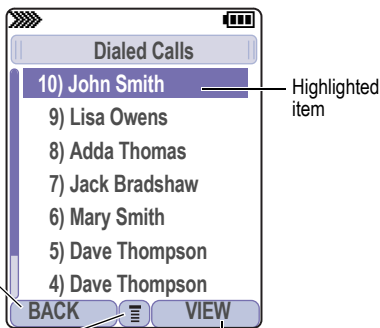 Dialed Calls
10) John Smith
Highlighted
item
9) Lisa Owens
8) Adda Thomas
7) Jack Bradshaw
6) Mary Smith
5) Dave Thompson
4) Dave Thompson
BACK VIEW